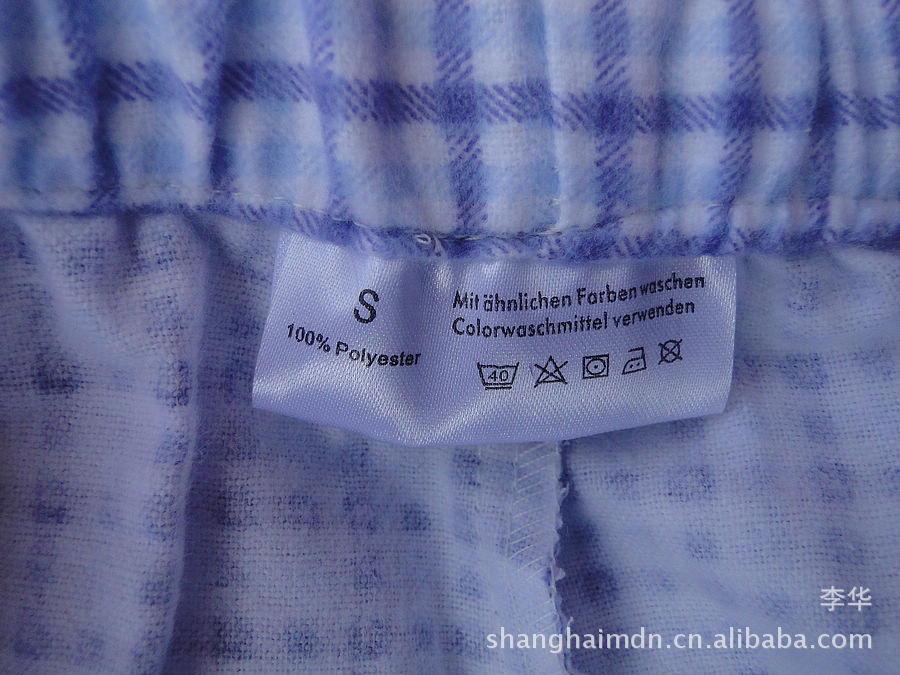 S
100% Polyester
Mit ähnlichen Farben waschen
Colorwaschmittel verwenden
40
李华
shanghaimdn.cn.alibaba.com